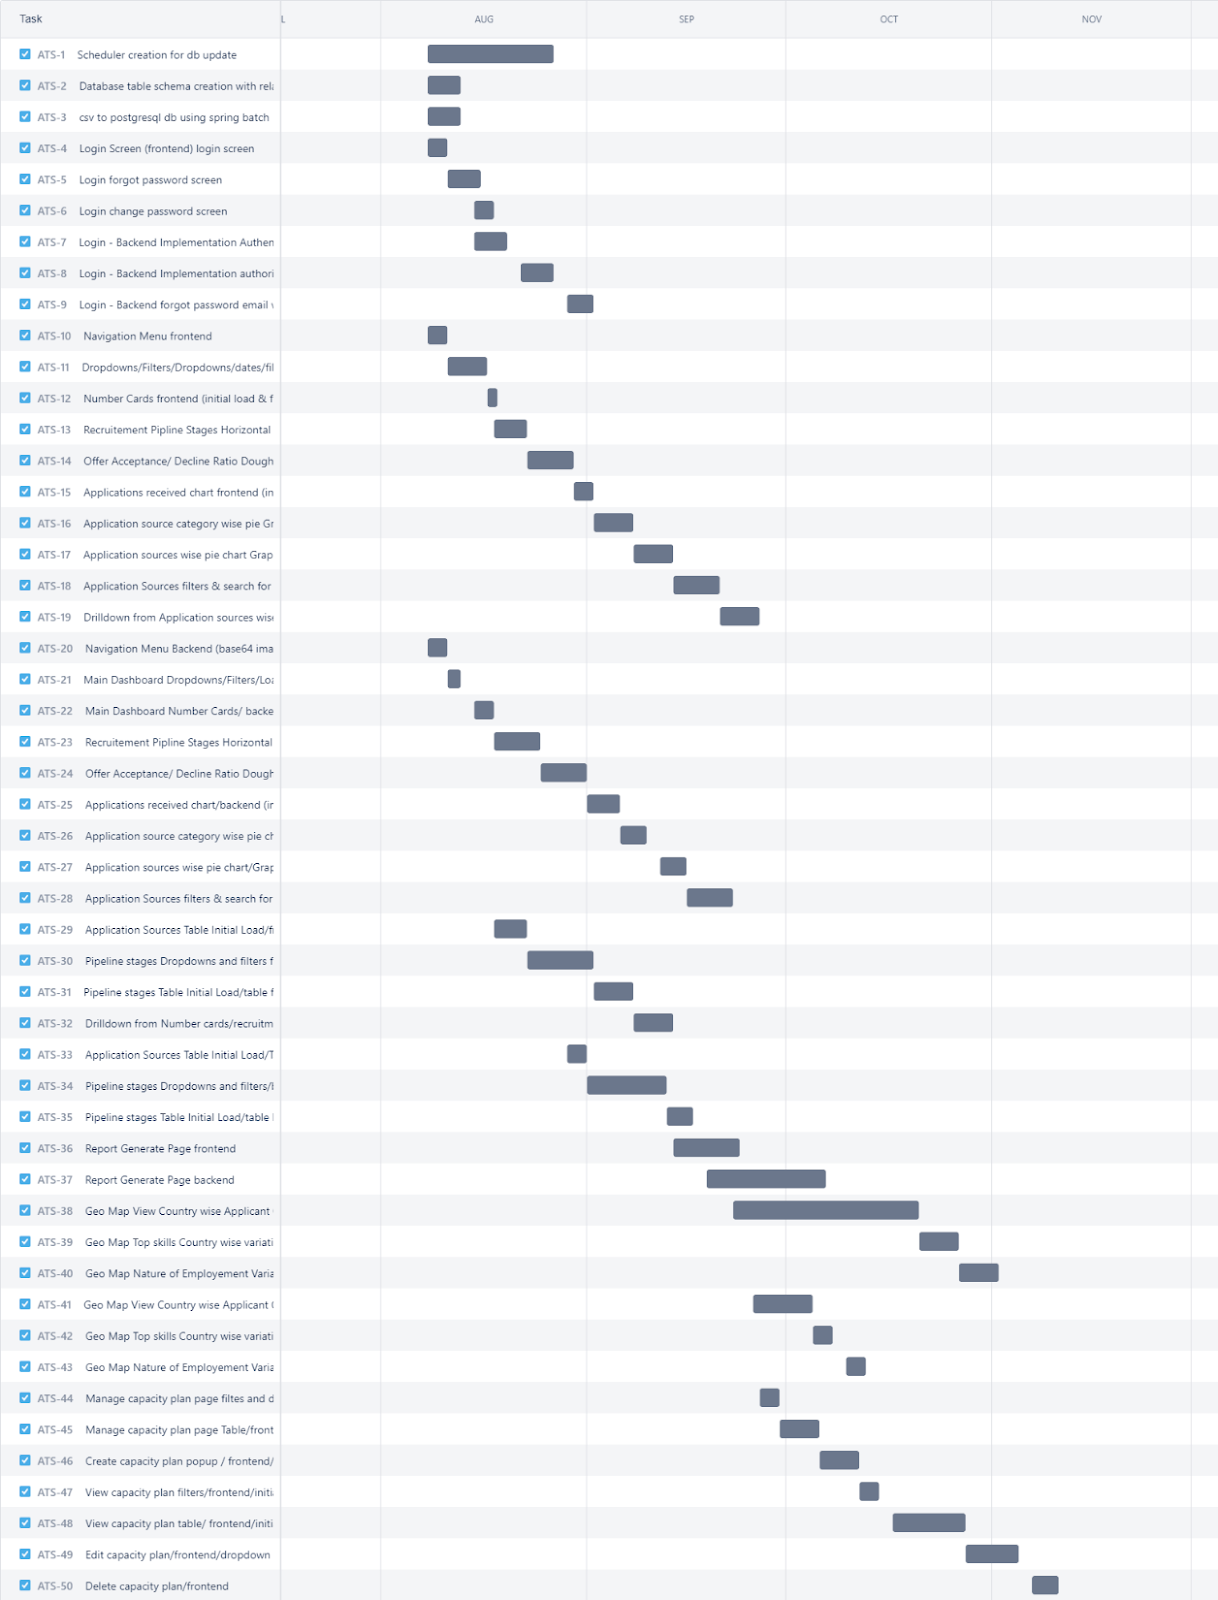 Task L AUG SEP OCT NOV
ATS-1 Scheduler creation for db update
ATS-2 Database table schema creation with rel
ATS-3 csv to postgresql db using spring batch
ATS-4 Login Screen (frontend) login screen
ATS-5 Login forgot password screen
ATS-6 Login change password screen
ATS-7 Login - Backend Implementation Authen
ATS-8 Login - Backend Implementation authori
ATS-9 Login - Backend forgot password email
ATS-10 Navigation Menu frontend
ATS-11 Dropdowns/Filters/Dropdowns/dates/fil
ATS-12 Number Cards frontend (initial load & f
ATS-13 Recruitement Pipline Stages Horizontal
ATS-14 Offer Acceptance/ Decline Ratio Dough
ATS-15 Applications received chart frontend (in
ATS-16 Application source category wise pie Gr
ATS-17 Application sources wise pie chart Grap
ATS-18 Application Sources filters & search for
ATS-19 Drilldown from Application sources wise
ATS-20 Navigation Menu Backend (base64 ima
ATS-21 Main Dashboard Dropdowns/Filters/Loa
ATS-22 Main Dashboard Number Cards/ backe
ATS-23 Recruitement Pipline Stages Horizontal
ATS-24 Offer Acceptance/ Decline Ratio Dough
ATS-25 Applications received chart/backend (in
ATS-26 Application source category wise pie ch
ATS-27 Application sources wise pie chart/Grap
ATS-28 Application Sources filters & search for
ATS-29 Application Sources Table Initial Load/f
ATS-30 Pipeline stages Dropdowns and filters f
ATS-31 Pipeline stages Table Initial Load/table f
ATS-32 Drilldown from Number cards/recruitm
ATS-33 Application Sources Table Initial Load/T
ATS-34 Pipeline stages Dropdowns and filters/b
ATS-35 Pipeline stages Table Initial Load/table
ATS-36 Report Generate Page frontend
ATS-37 Report Generate Page backend
ATS-38 Geo Map View Country wise Applicant
ATS-39 Geo Map Top skills Country wise variati
ATS-40 Geo Map Nature of Employement Varia
ATS-41 Geo Map View Country wise Applicant
ATS-42 Geo Map Top skills Country wise variati
ATS-43 Geo Map Nature of Employement Varia
ATS-44 Manage capacity plan page filtes and d
ATS-45 Manage capacity plan page Table/front
ATS-46 Create capacity plan popup / frontend/
ATS-47 View capacity plan filters/frontend/initi
ATS-48 View capacity plan table/ frontend/initi
ATS-49 Edit capacity plan/frontend/dropdown
ATS-50 Delete capacity plan/frontend